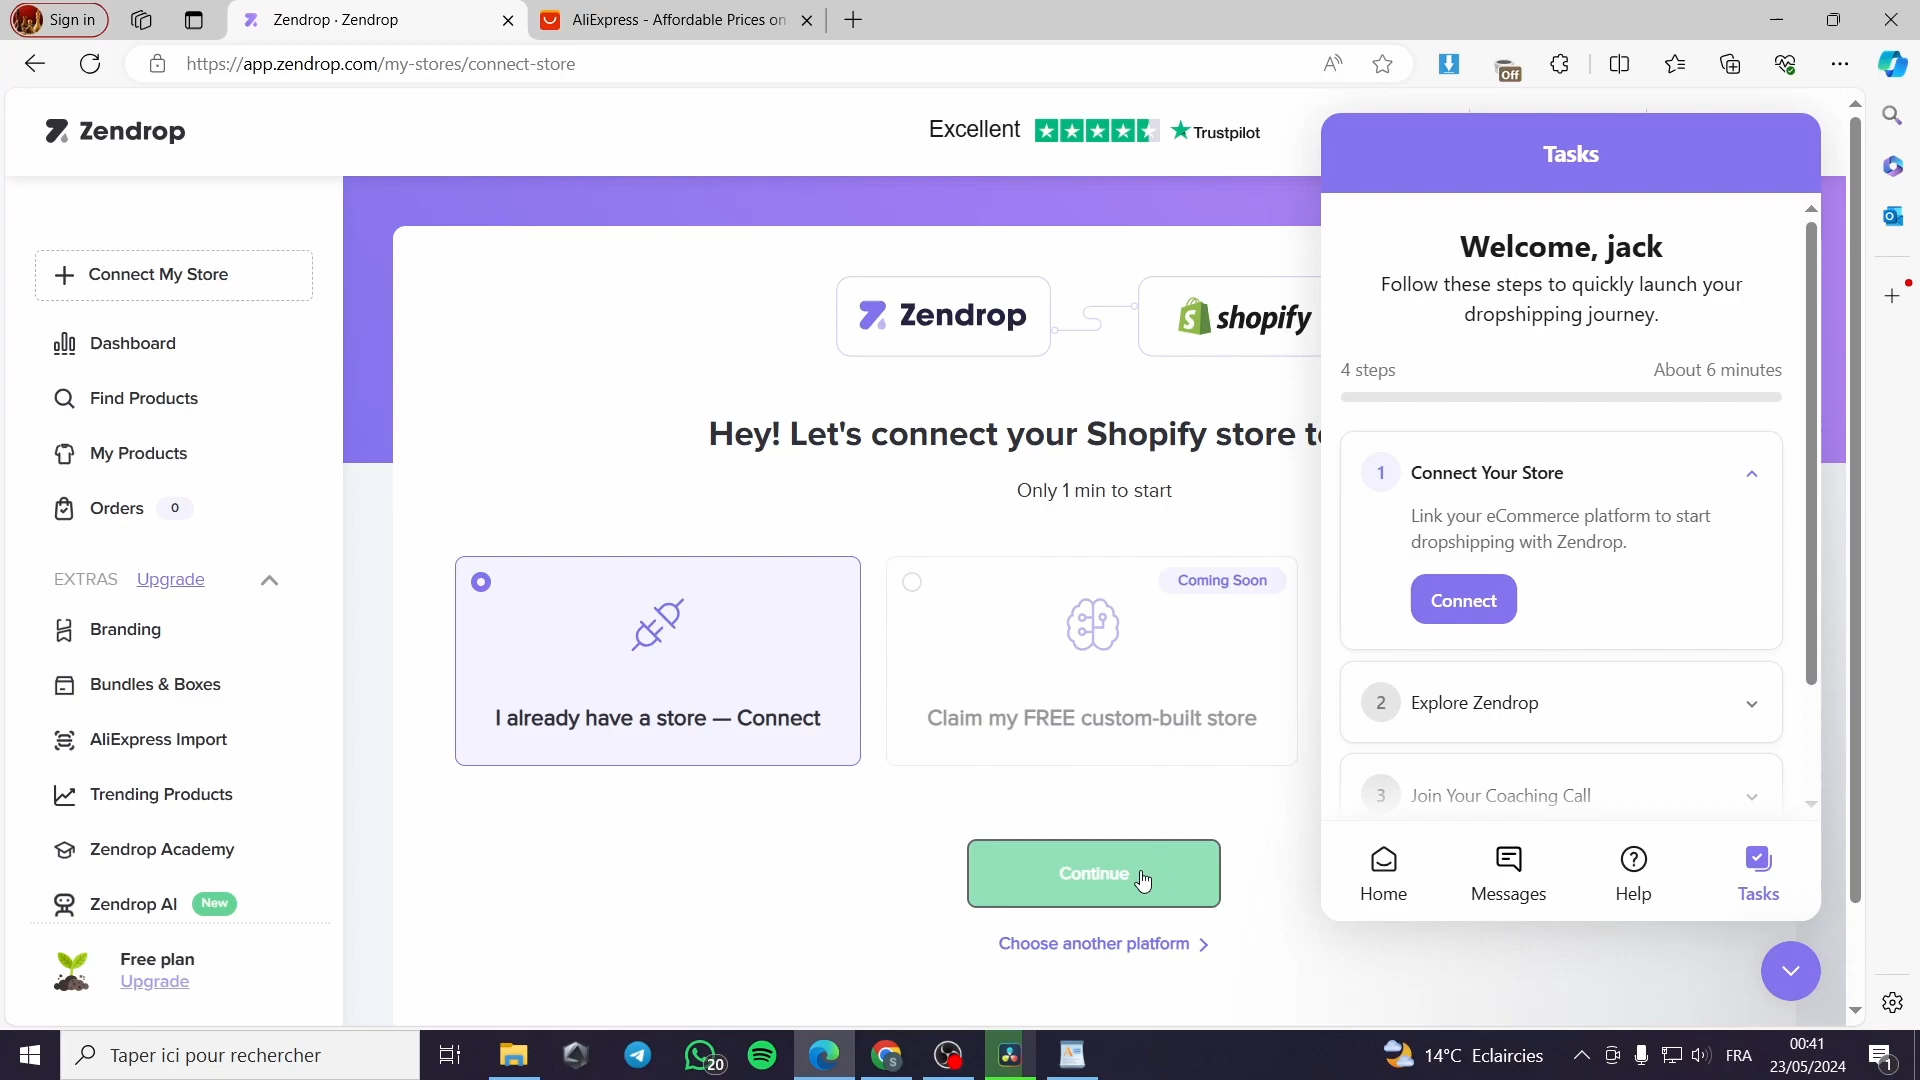 Sign in
Zendrop · Zendrop
AliExpress - Affordable Prices on
https://app.zendrop.com/my-stores/connect-store
Off
Zendrop
Excellent
Trustpilot
Connect My Store
Dashboard
Find Products
My Products
Orders 0
EXTRAS Upgrade
Branding
Bundles & Boxes
AliExpress Import
Trending Products
Zendrop Academy
Zendrop AI New
Free plan
Upgrade
Zendrop
shopify
Hey! Let's connect your Shopify store t
Only 1 min to start
I already have a store — Connect
Coming Soon
Claim my FREE custom-built store
Continue
Choose another platform
Tasks
Welcome, jack
Follow these steps to quickly launch your
dropshipping journey.
4 steps
About 6 minutes
1 Connect Your Store
Link your eCommerce platform to start
dropshipping with Zendrop.
Connect
2 Explore Zendrop
3 Join Your Coaching Call
Home
Messages
Help
Tasks
Taper ici pour rechercher
20
14°C Eclaircies
FRA
00:41
23/05/2024
1